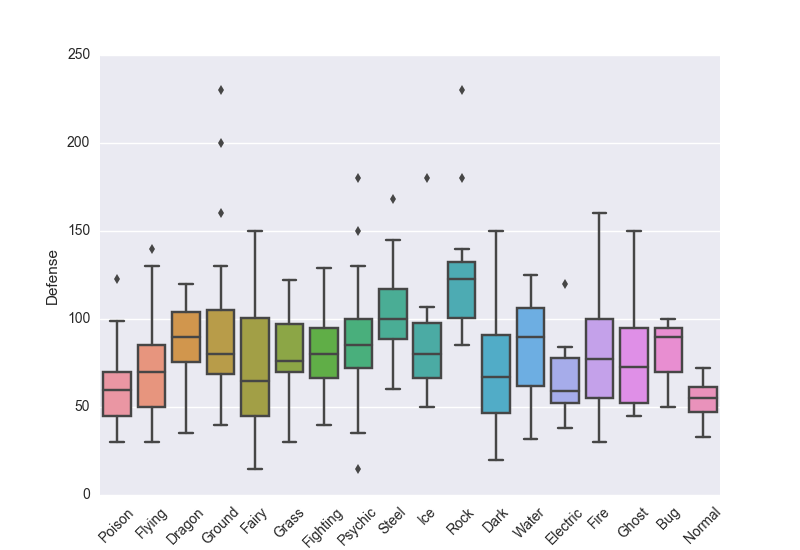 250
200
150
100
50
0
Defense
Poison
Flying
Dragon
Ground
Fairy
Grass
Fighting
Psychic
Steel
Ice
Rock
Dark
Water
Electric
Fire
Ghost
Bug
Normal